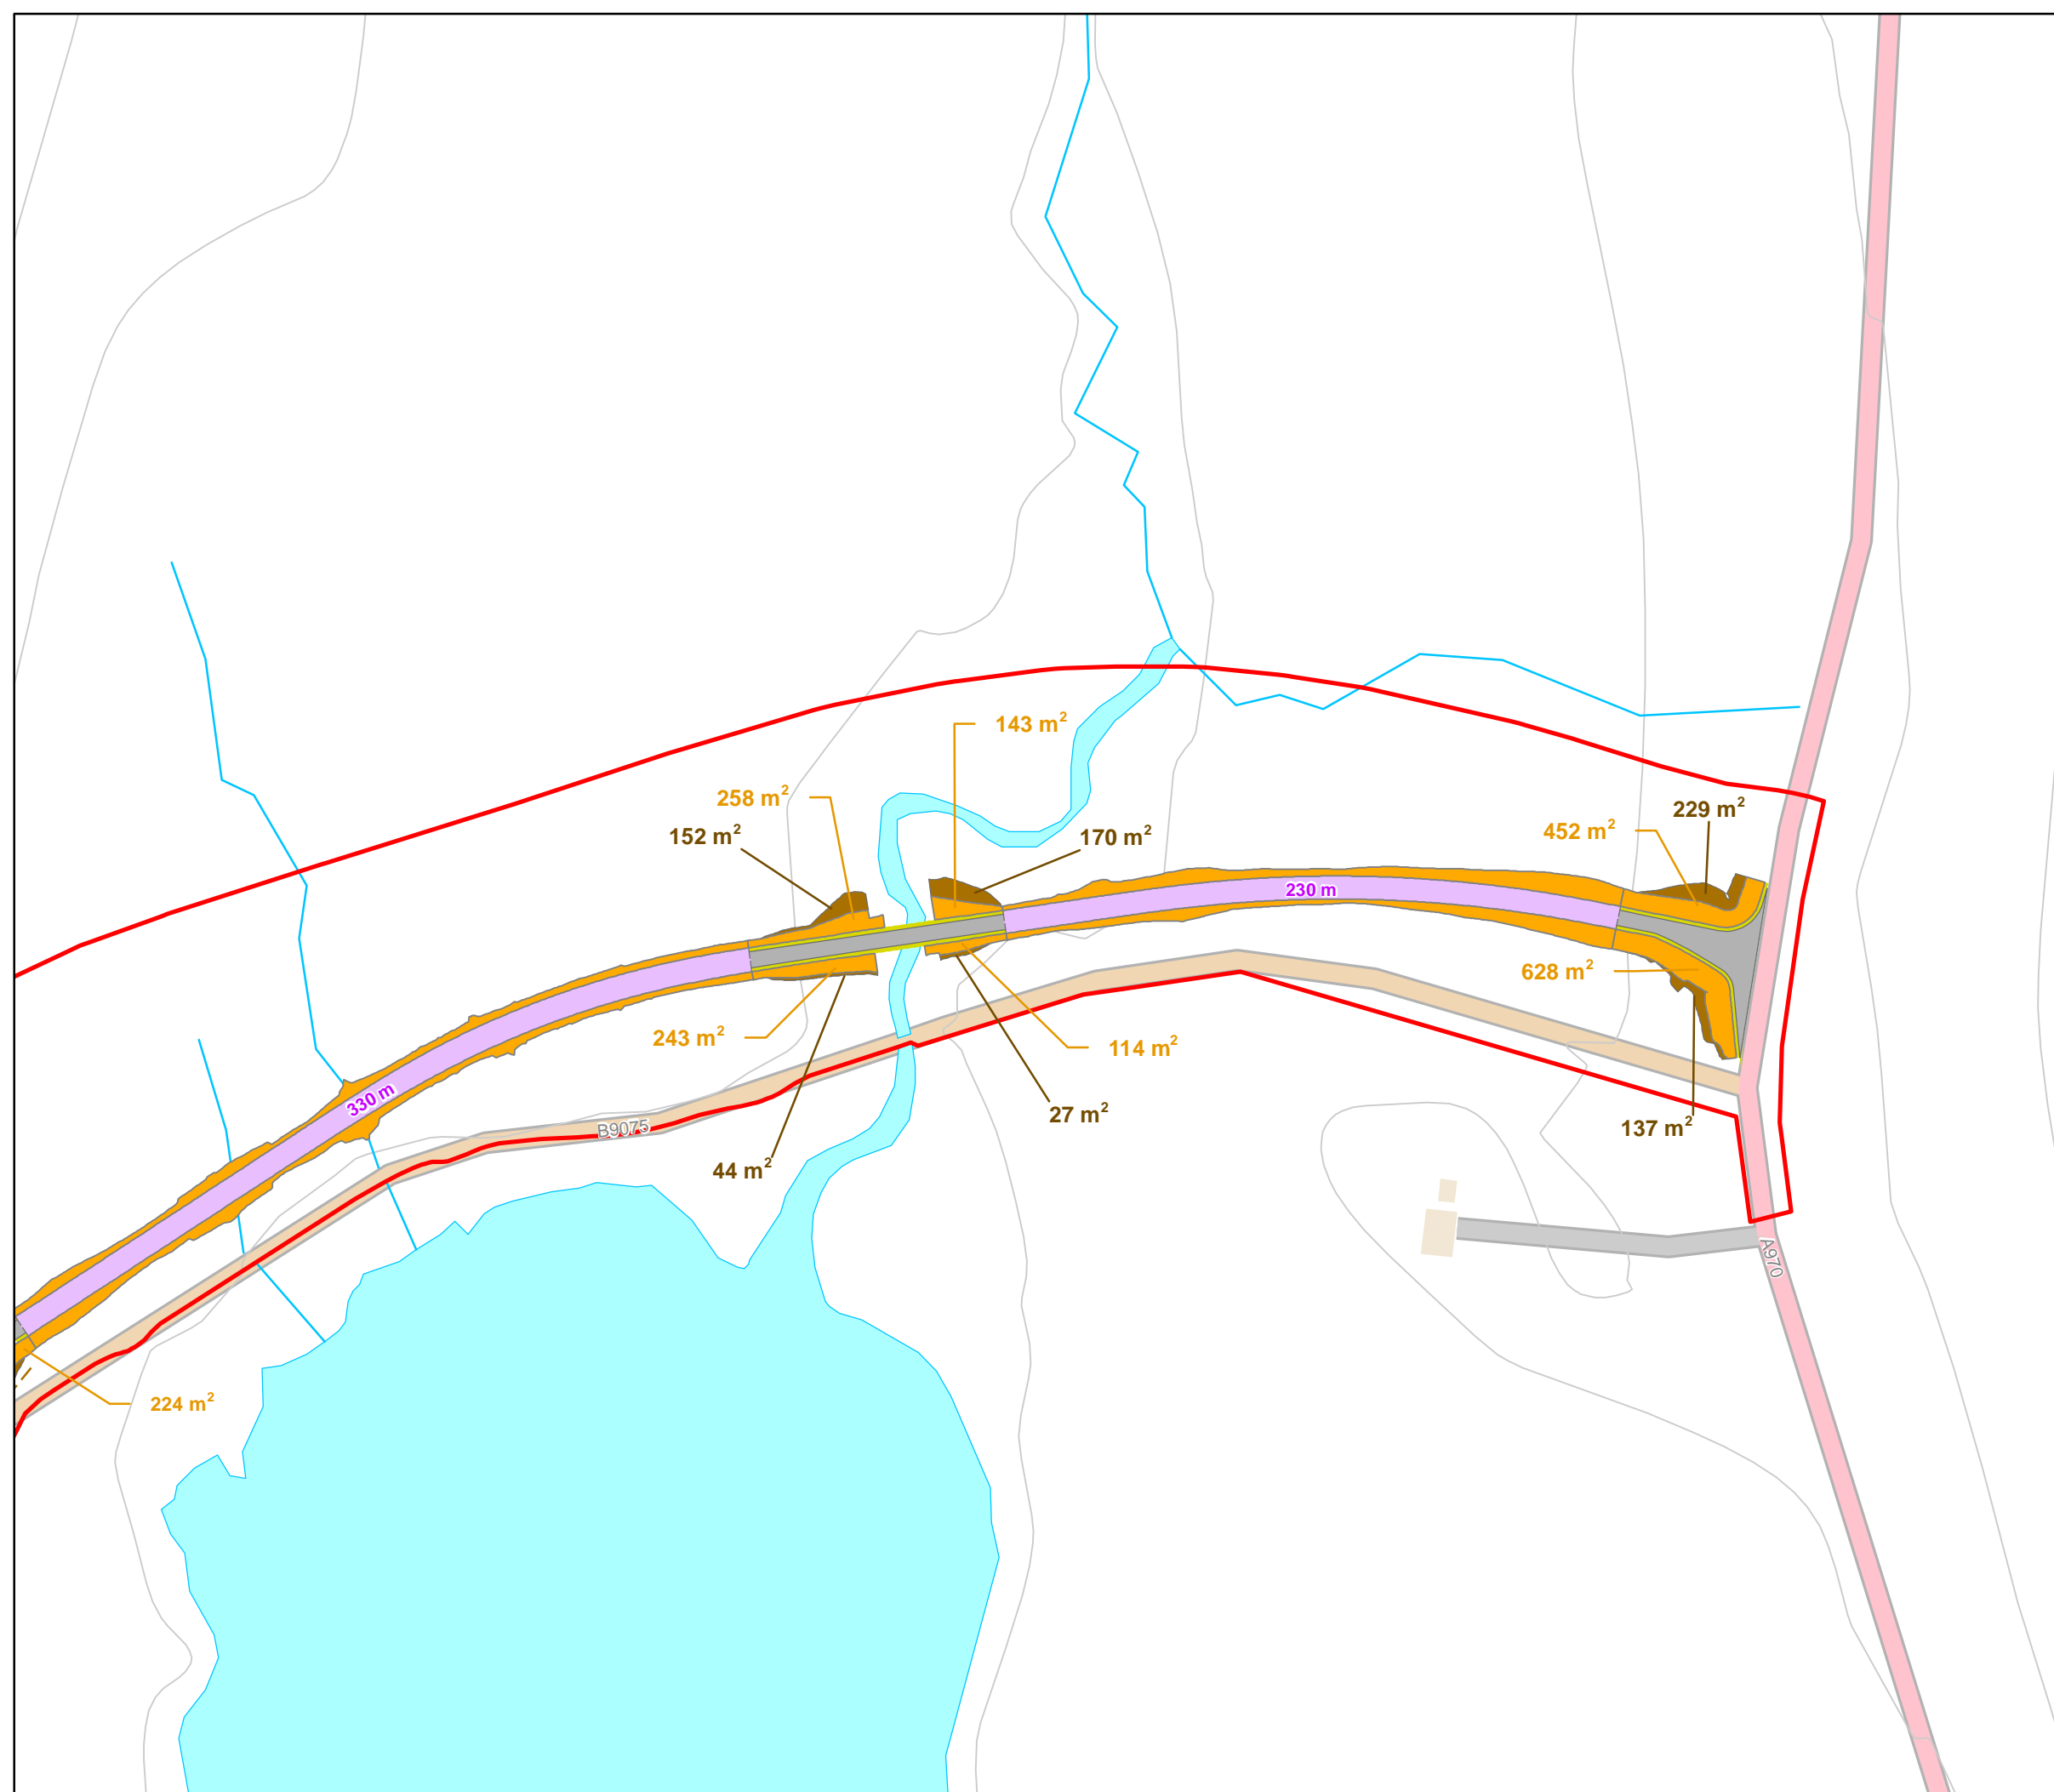 143 m²
258 m²
152 m²
170 m²
229 m²
452 m²
230 m
628 m²
243 m²
114 m²
330 m
27 m²
B9075
137 m²
44 m²
A970
224 m²